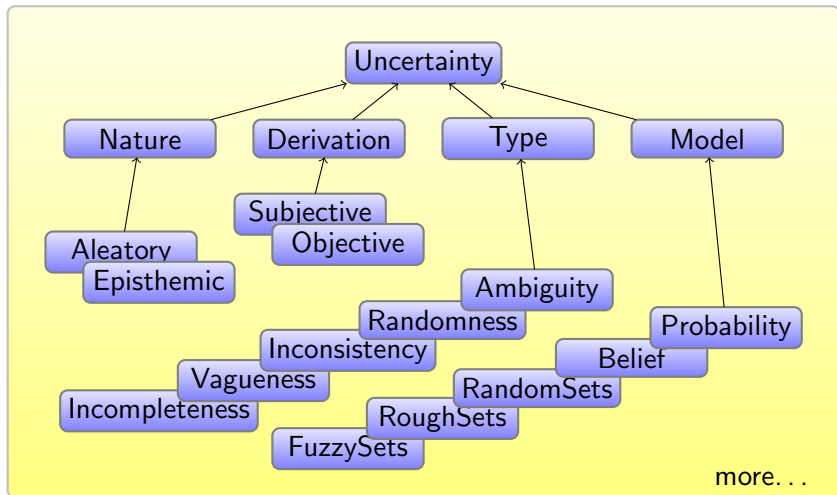 Uncertainty
Nature
Derivation
Type
Model
Subjective
Objective
Aleatory
Episthemic
Ambiguity
Randomness
Inconsistency
Vagueness
Incompleteness
Probability
Belief
RandomSets
RoughSets
FuzzySets
more. . .